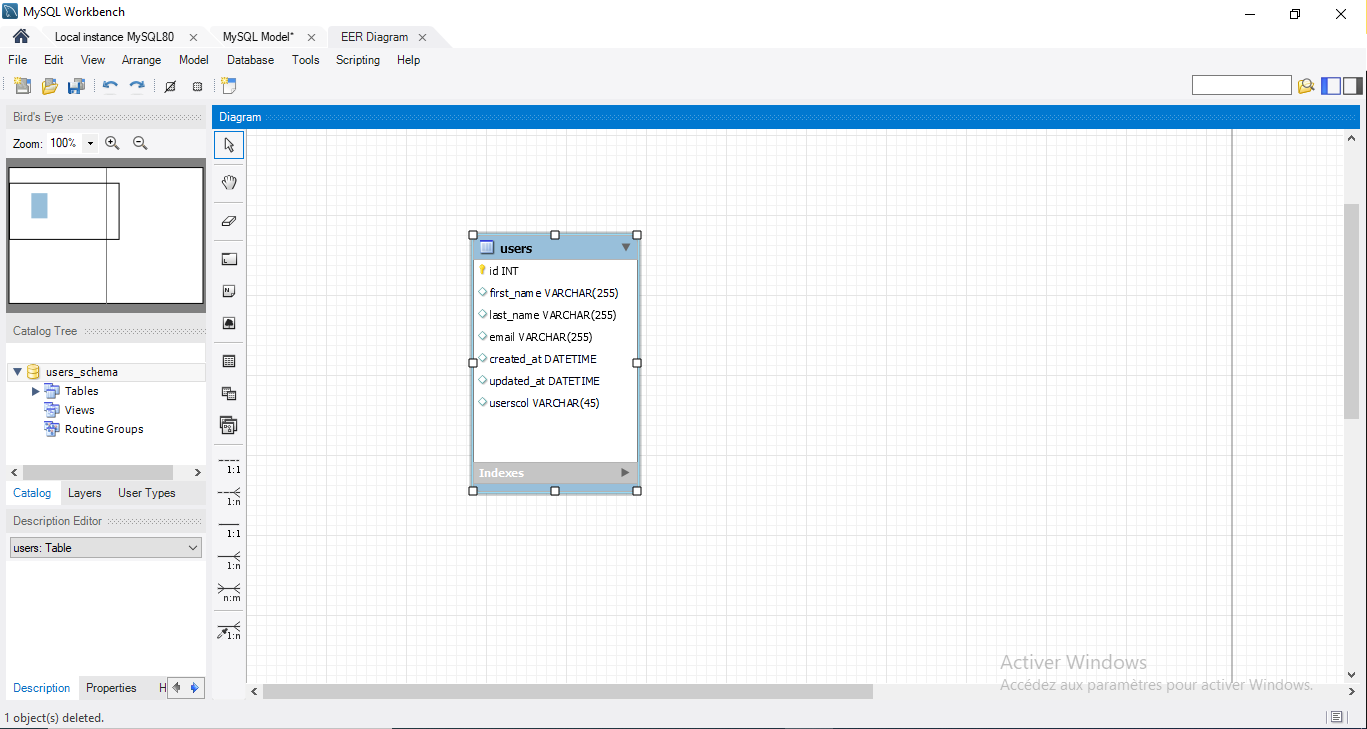 MySQL Workbench
Local instance MySQL80
MySQL Model*
EER Diagram
File Edit View Arrange Model Database Tools Scripting Help
Bird's Eye
Zoom: 100%
Diagram
users
id INT
first_name VARCHAR(255)
last_name VARCHAR(255)
email VARCHAR(255)
created_at DATETIME
updated_at DATETIME
userscol VARCHAR(45)
Indexes
Catalog Tree
users_schema
Tables
Views
Routine Groups
Catalog Layers User Types
Description Editor
users: Table
Description Properties H
1:1
1:n
1:1
1:n
n:m
1:n
Activer Windows
Accédez aux paramètres pour activer Windows.
1 object(s) deleted.